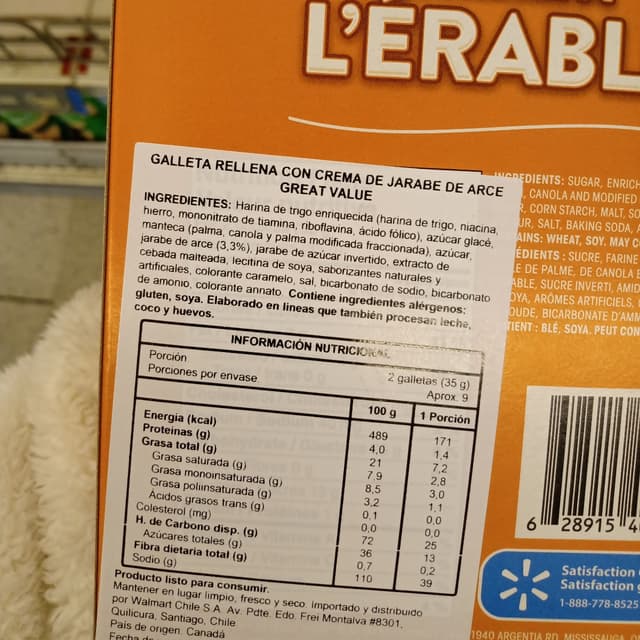 L'ÉRABL
GALLETA RELLENA CON CREMA DE JARABE DE ARCE
GREAT VALUE
INGREDIENTES: Harina de trigo enriquecida (harina de trigo, niacina,
hierro, mononitrato de tiamina, riboflavina, ácido fólico), azúcar glacé,
manteca (palma, canola y palma modificada fraccionada), azúcar,
jarabe de arce (3,3%), jarabe de azúcar invertido, extracto de
cebada malteada, lecitina de soya, saborizantes naturales y
artificiales, colorante caramelo, sal, bicarbonato de sodio, bicarbonato
de amonio, colorante annato. Contiene ingredientes alérgenos:
gluten, soya. Elaborado en lineas que también procesan leche,
coco y huevos.
INFORMACIÓN NUTRICIONAL
Porción 2 galletas (35 g)
Porciones por envase Aprox. 9
100 g 1 Porción
Energía (kcal) 489 171
Proteinas (g) 4,0 1,4
Grasa total (g) 21 7,2
Grasa saturada (g) 7,9 2,8
Grasa monoinsaturada (g) 8,5 3,0
Grasa poliinsaturada (g) 3,2 1,1
Ácidos grasos trans (g) 0,1 0,0
Colesterol (mg) 0,0 0,0
H. de Carbono disp. (g) 72 25
Azúcares totales (g) 36 13
Fibra dietaria total (g) 0,7 0,2
Sodio (g) 110 39
Producto listo para consumir.
Mantener en lugar limpio, fresco y seco. Importado y distribuido
por Walmart Chile S.A. Av. Pdte. Edo. Frei Montalva #8301,
Quilicura, Santiago, Chile
País de origen: Canadá
Fecha
INGREDIENTS: SUGAR, ENRICH
, CANOLA AND MODIFIED
R, CORN STARCH, MALT, SO
UR, SALT, BAKING SODA, A
AINS: WHEAT, SOY. MAY C
ÉDIENTS : SUCRE, FARINE
LE DE PALME, DE CANOLA
ABLE, SUCRE INVERTI, AMID
OYA, ARÔMES ARTIFICIELS,
OUDE, BICARBONATE D'AMM
TIENT : BLÉ, SOYA. PEUT CON
6 28915 4
Satisfaction
Satisfaction
1-888-778-8525
1940 ARGENTIA RD, MISSISSAUGA, O